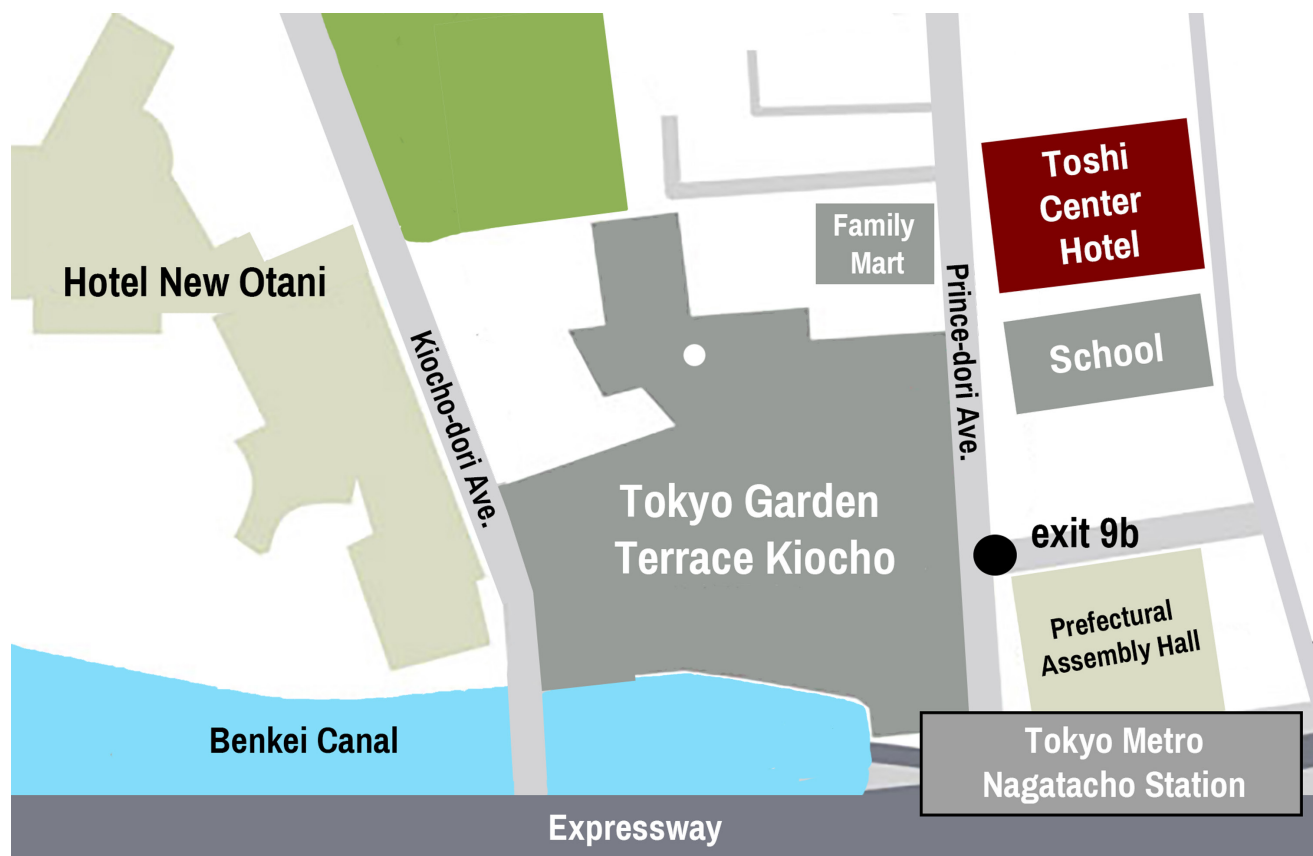 Toshi
Center
Hotel
Family
Mart
Hotel New Otani
Prince-dori Ave.
Kiocho-dori Ave.
School
Tokyo Garden
Terrace Kiocho
exit 9b
Prefectural
Assembly Hall
Benkei Canal
Tokyo Metro
Nagatacho Station
Expressway